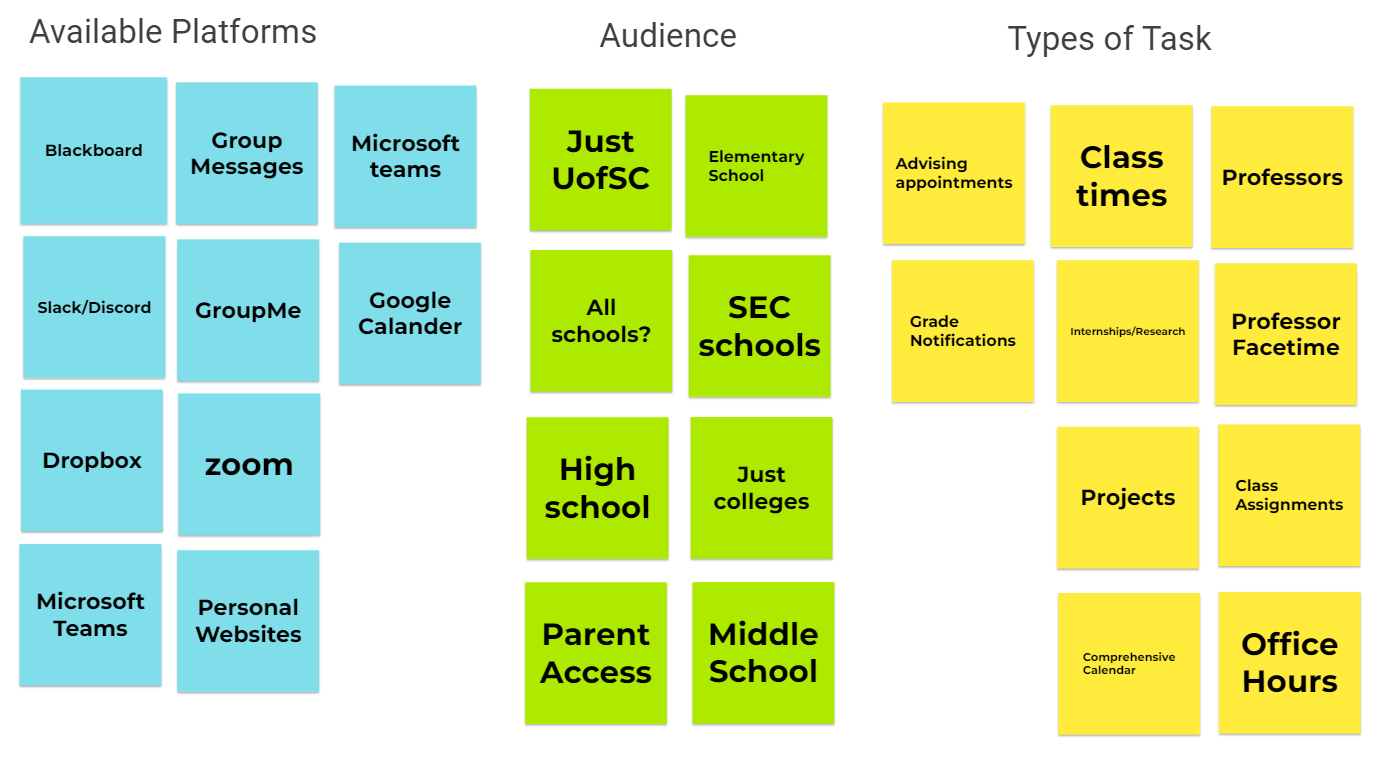 Available Platforms
Blackboard
Group
Messages
Microsoft
teams
Slack/Discord
GroupMe
Google
Calander
Dropbox
zoom
Microsoft
Teams
Personal
Websites
Audience
Just
UofSC
Elementary
School
All
schools?
SEC
schools
High
school
Just
colleges
Parent
Access
Middle
School
Types of Task
Advising
appointments
Class
times
Professors
Grade
Notifications
Internships/Research
Professor
Facetime
Projects
Class
Assignments
Comprehensive
Calendar
Office
Hours